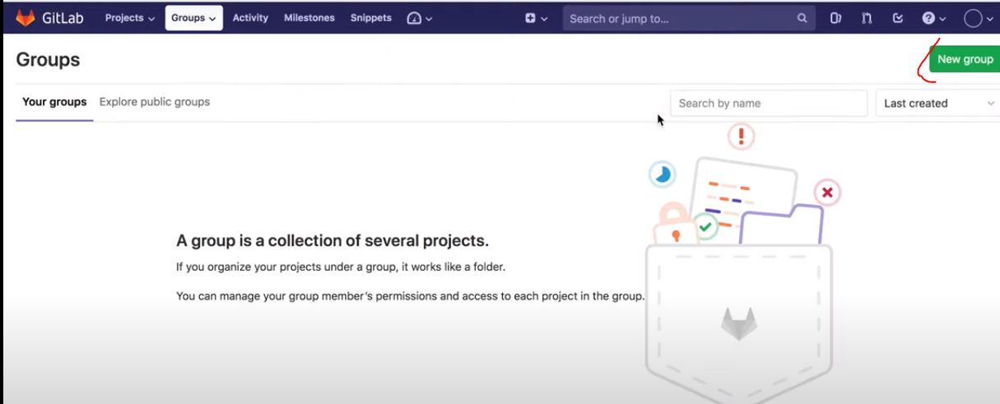 GitLab Projects Groups Activity Milestones Snippets Search or jump to...
Groups
New group
Your groups Explore public groups Search by name Last created
A group is a collection of several projects.
If you organize your projects under a group, it works like a folder.
You can manage your group member's permissions and access to each project in the group.